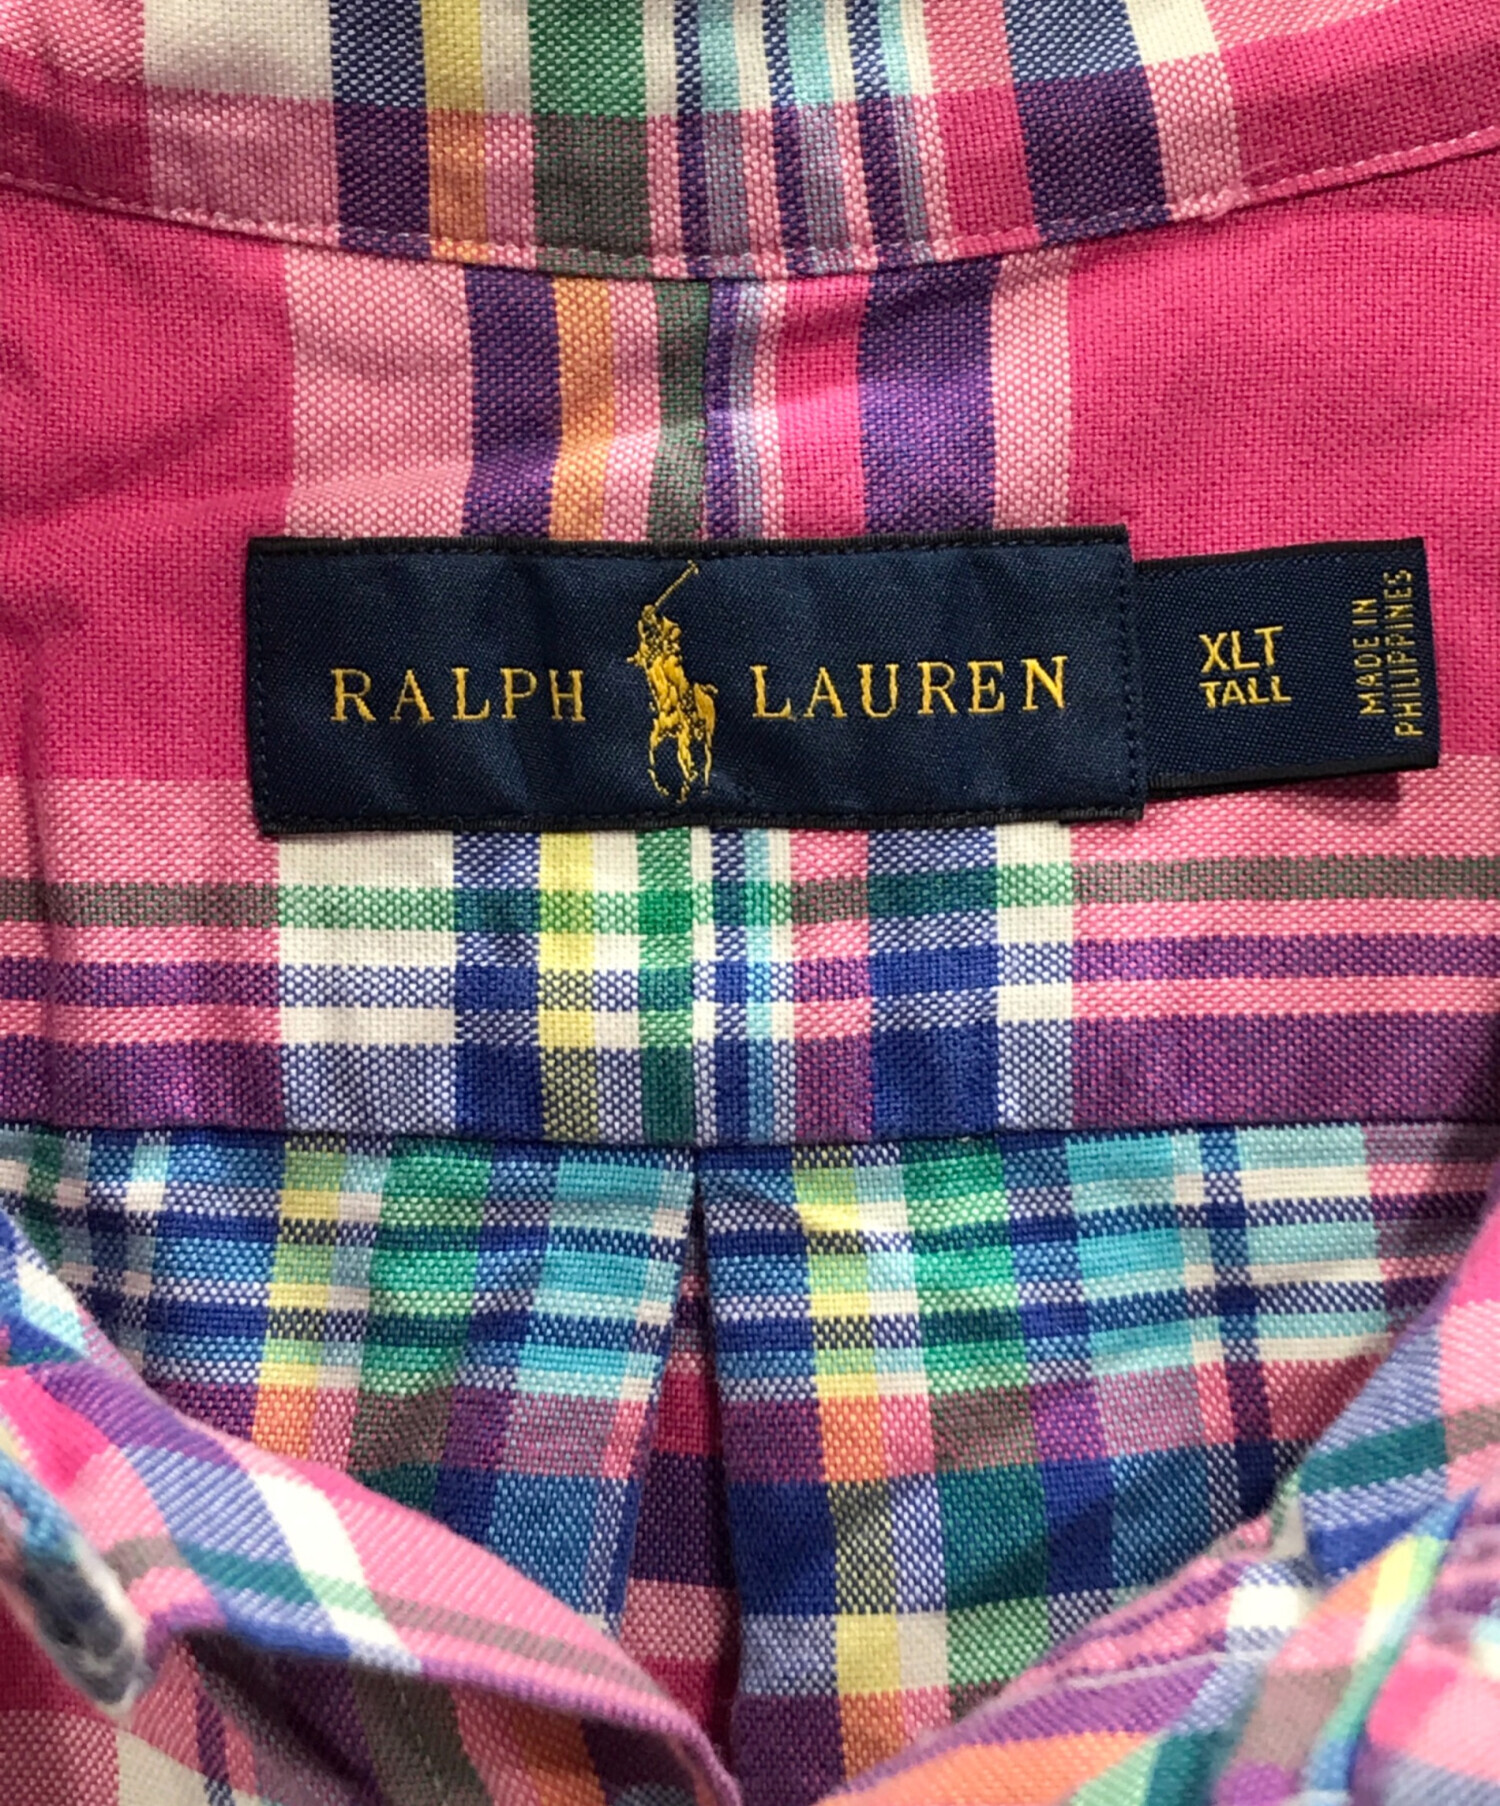 RALPH LAUREN
XLT
TALL
MADE IN
PHILIPPINES